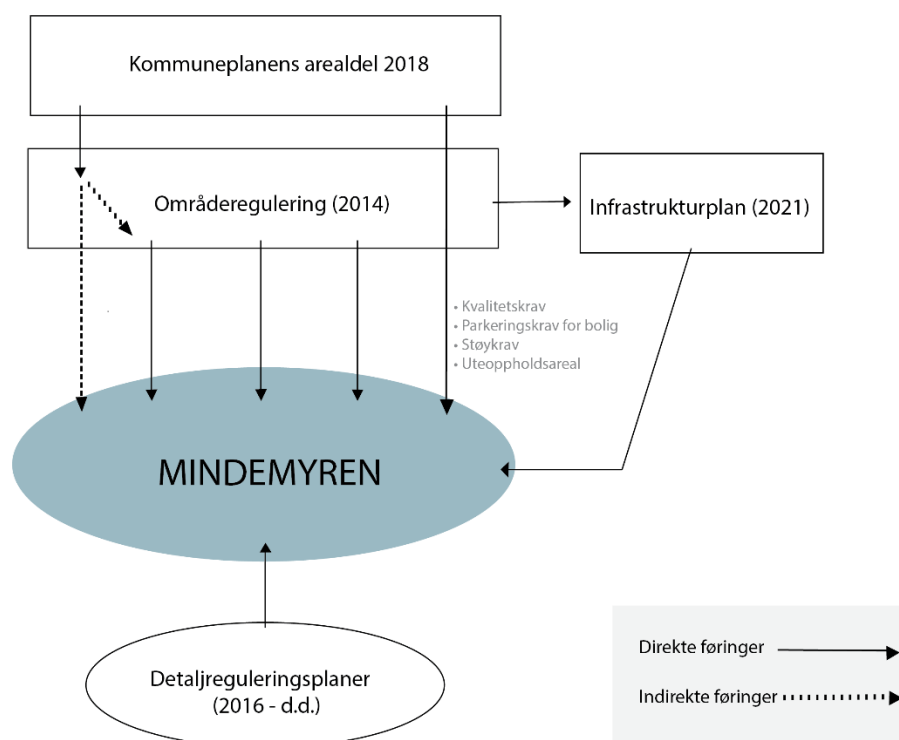 Kommuneplanens arealdel 2018
Områderegulering (2014)
Infrastrukturplan (2021)
• Kvalitetskrav
• Parkeringskrav for bolig
• Støykrav
• Uteoppholdsareal
MINDEMYREN
Detaljreguleringsplaner
(2016 - d.d.)
Direkte føringer
Indirekte føringer